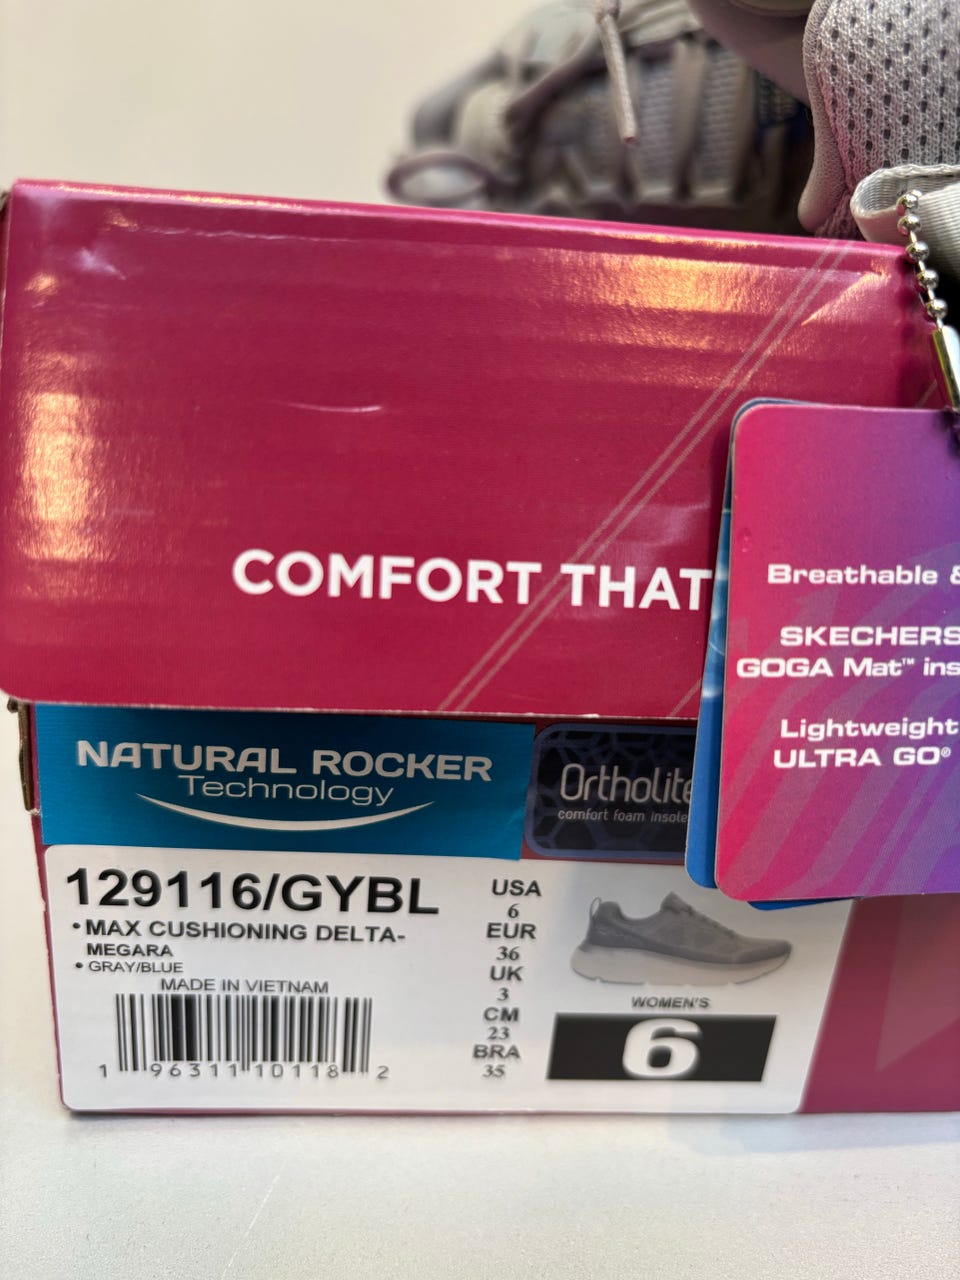 COMFORT THAT
Breathable &
SKECHERS
GOGA Mat™ ins
Lightweight
ULTRA GO®
NATURAL ROCKER
Technology
Ortholite
comfort foam insole
129116/GYBL
• MAX CUSHIONING DELTA-
MEGARA
• GRAY/BLUE
MADE IN VIETNAM
1 96311 10118 2
USA
6
EUR
36
UK
3
CM
23
BRA
35
WOMEN'S
6